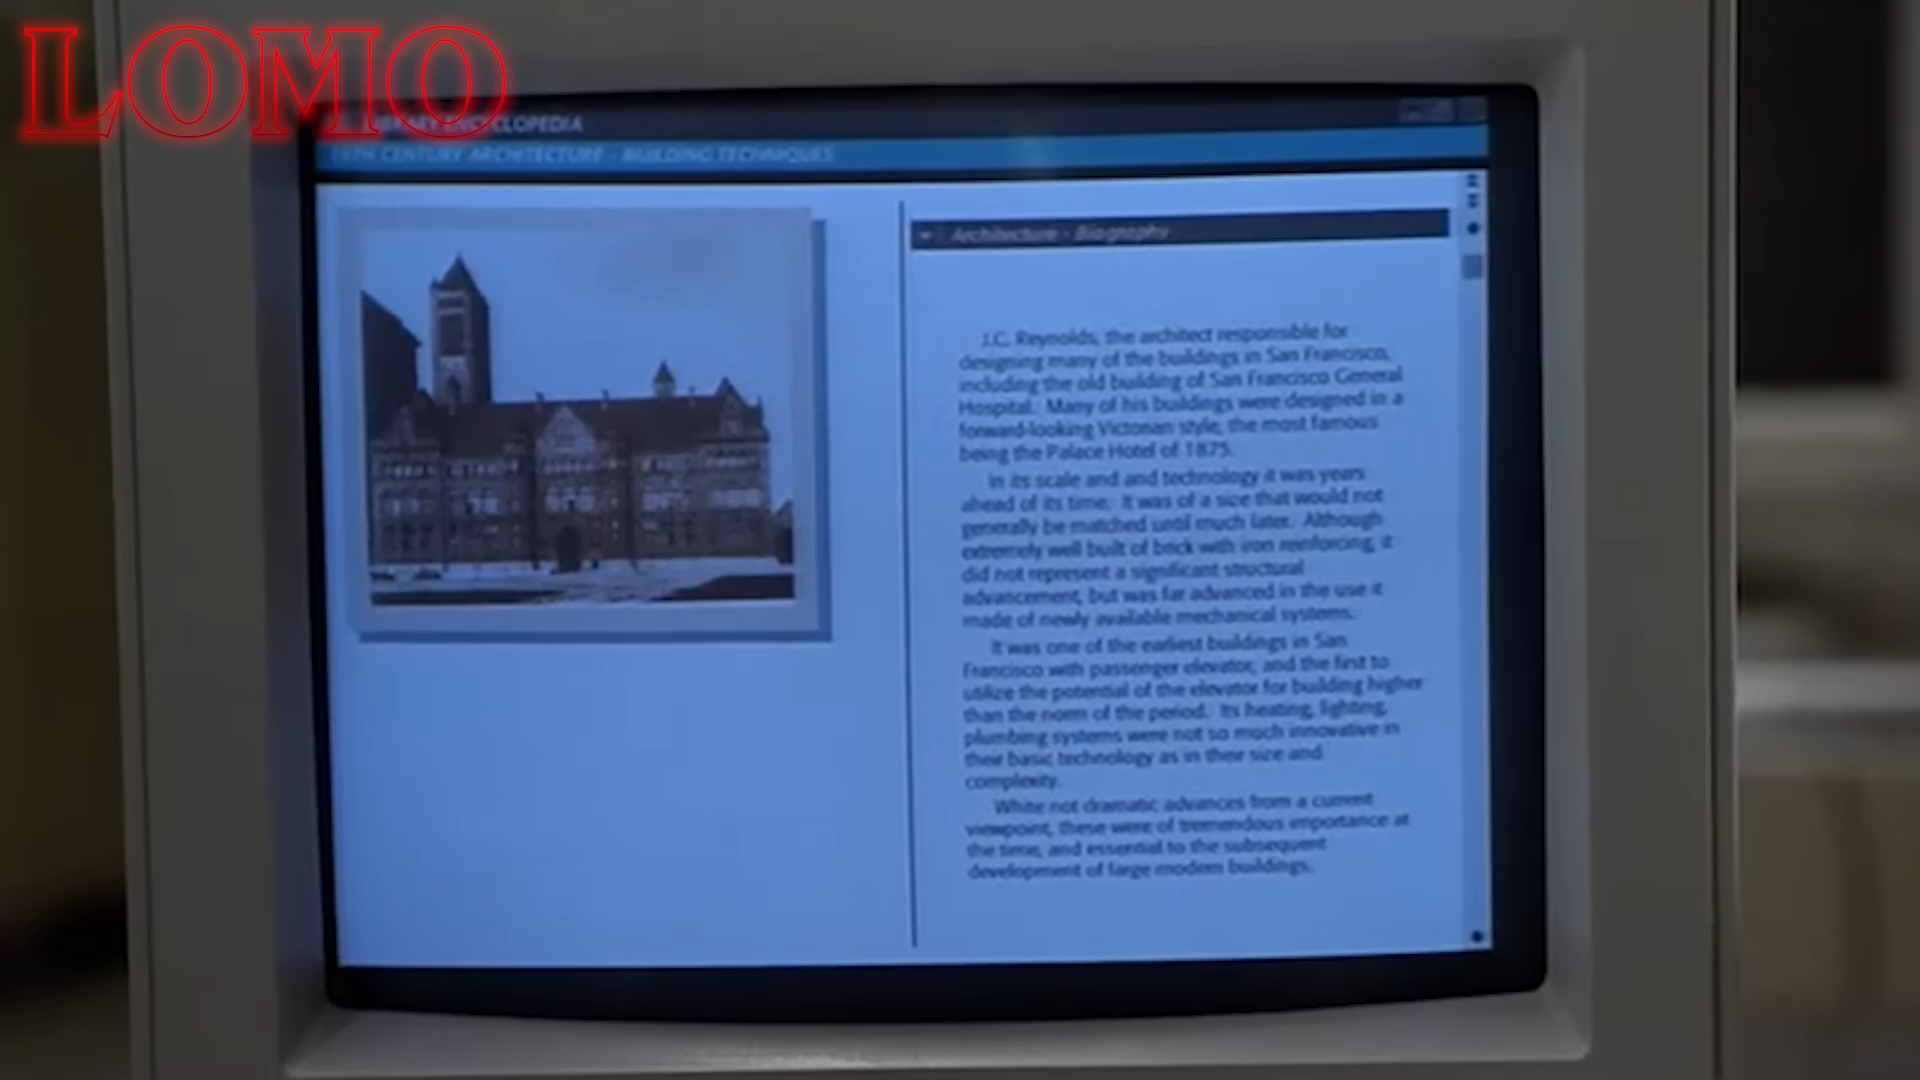 LOMO
LIBRARY ENCYCLOPEDIA
19TH CENTURY ARCHITECTURE - BUILDING TECHNIQUES
Architecture - Biography
J.C. Reynolds, the architect responsible for
designing many of the buildings in San Francisco,
including the old building of San Francisco General
Hospital. Many of his buildings were designed in a
forward-looking Victorian style, the most famous
being the Palace Hotel of 1875.
In its scale and and technology it was years
ahead of its time. It was of a size that would not
generally be matched until much later. Although
extremely well built of brick with iron reinforcing, it
did not represent a significant structural
advancement, but was far advanced in the use it
made of newly available mechanical systems.
It was one of the earliest buildings in San
Francisco with passenger elevator, and the first to
utilize the potential of the elevator for building higher
than the norm of the period. Its heating, lighting,
plumbing systems were not so much innovative in
their basic technology as in their size and
complexity.
White not dramatic advances from a current
viewpoint, these were of tremendous importance at
the time, and essential to the subsequent
development of large modern buildings.